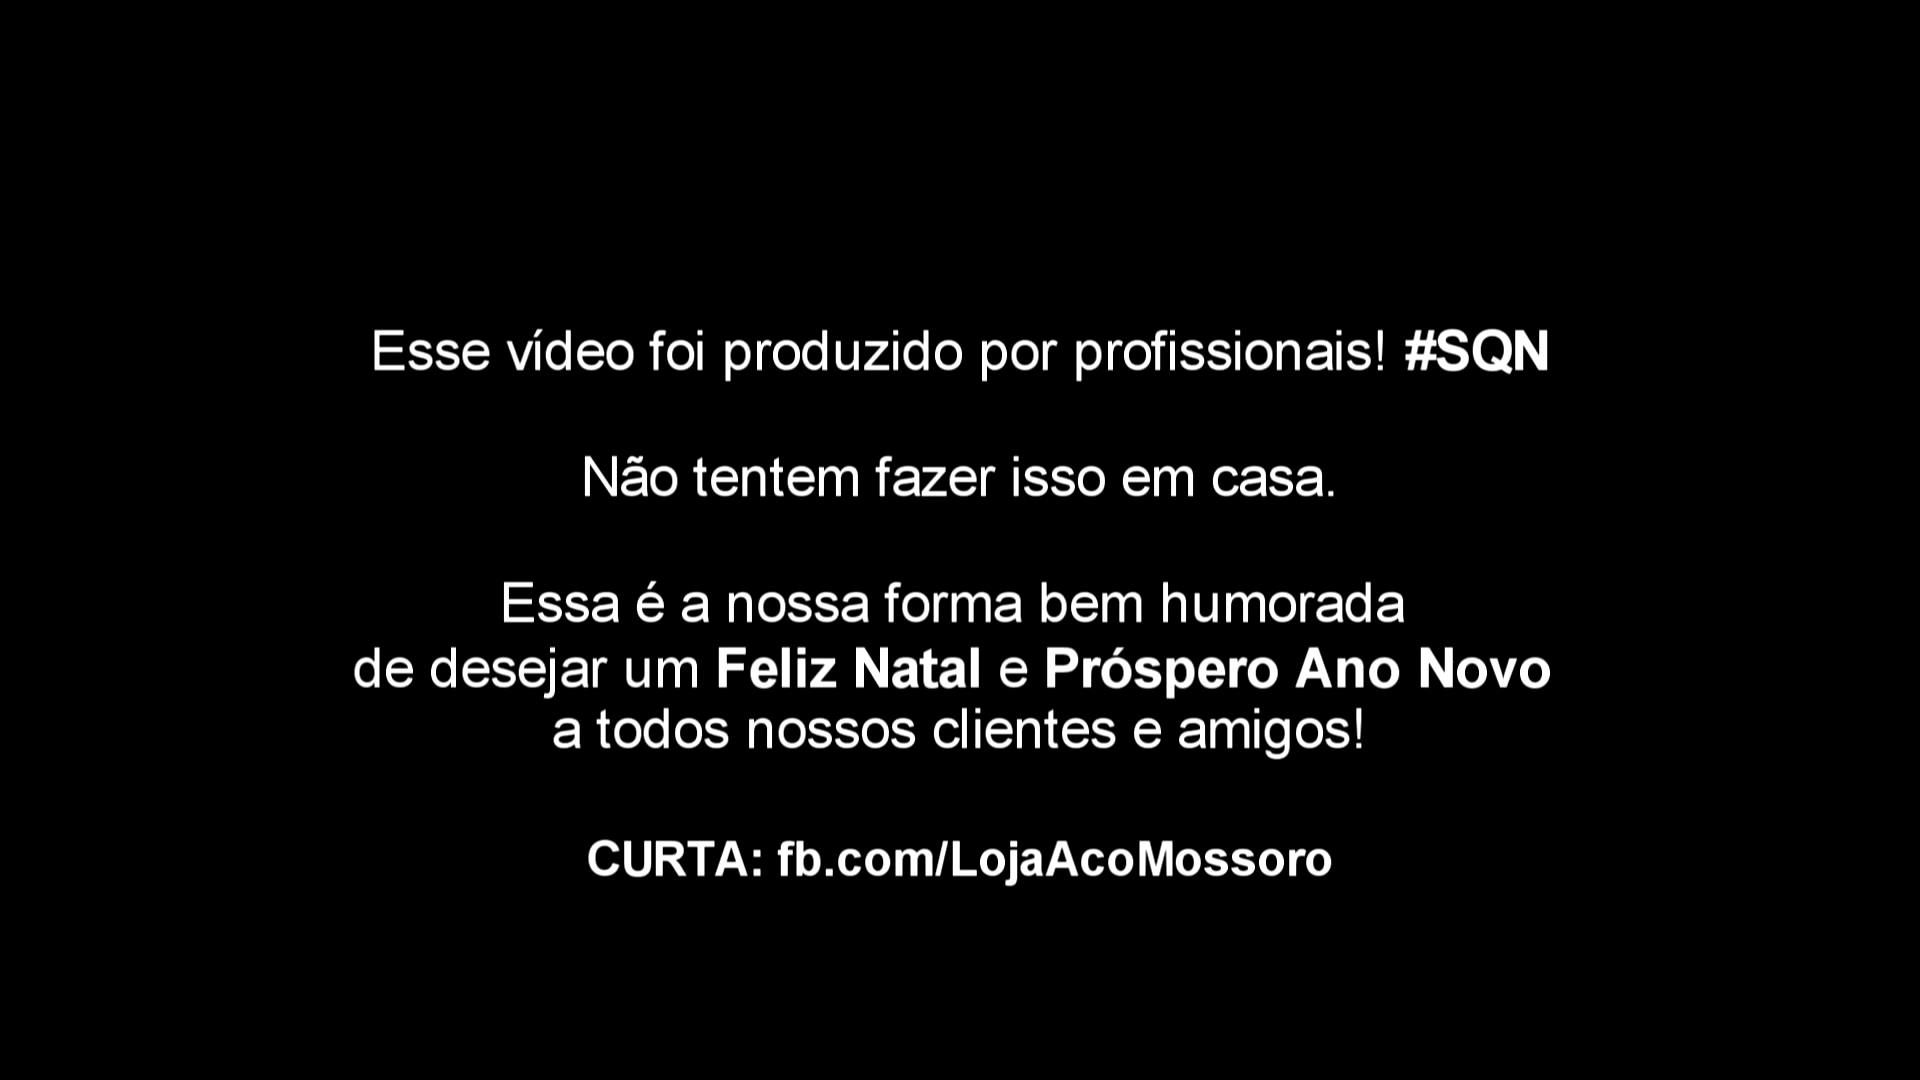 Esse vídeo foi produzido por profissionais! #SQN
Não tentem fazer isso em casa.
Essa é a nossa forma bem humorada
de desejar um Feliz Natal e Próspero Ano Novo
a todos nossos clientes e amigos!
CURTA: fb.com/LojaAcoMossoro